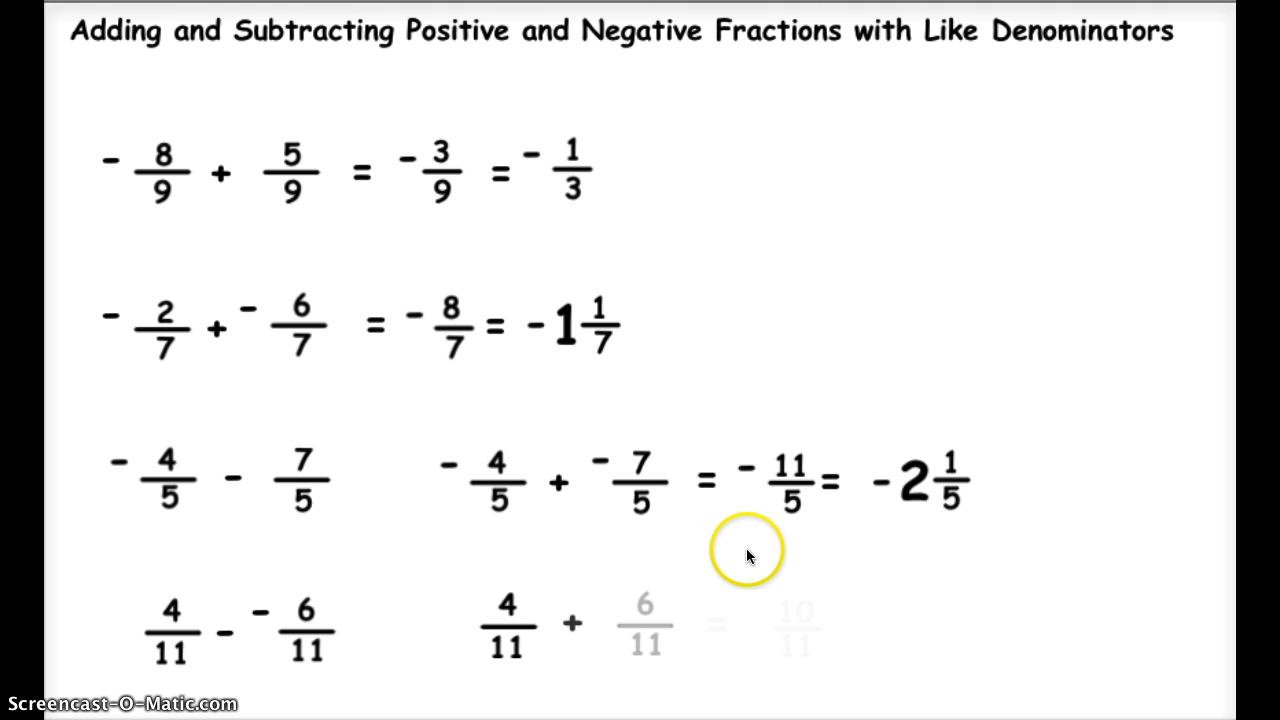 Adding and Subtracting Positive and Negative Fractions with Like Denominators
- 8/9 + 5/9 = - 3/9 = - 1/3
- 2/7 + - 6/7 = - 8/7 = - 1 1/7
- 4/5 - 7/5 - 4/5 + - 7/5 = - 11/5 = - 2 1/5
4/11 - - 6/11 4/11 + 6/11 = 10/11
Screencast-O-Matic.com